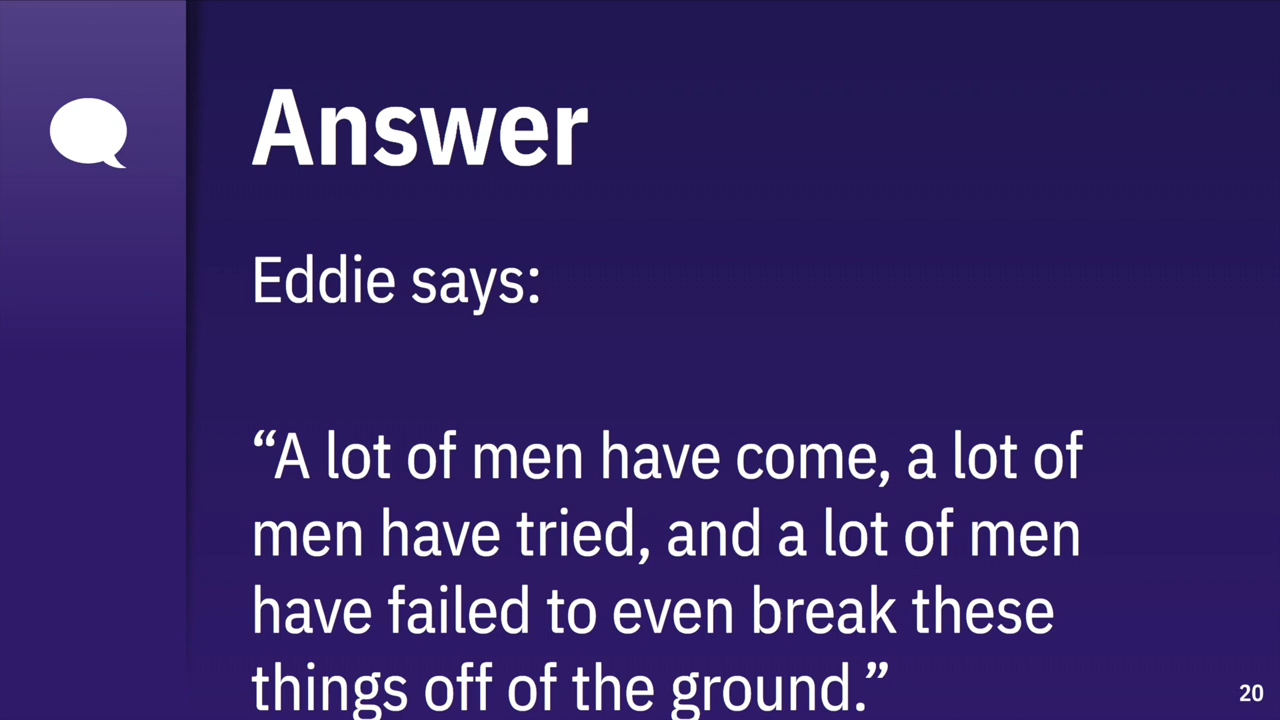 Answer
Eddie says:
“A lot of men have come, a lot of
men have tried, and a lot of men
have failed to even break these
things off of the ground.”
20